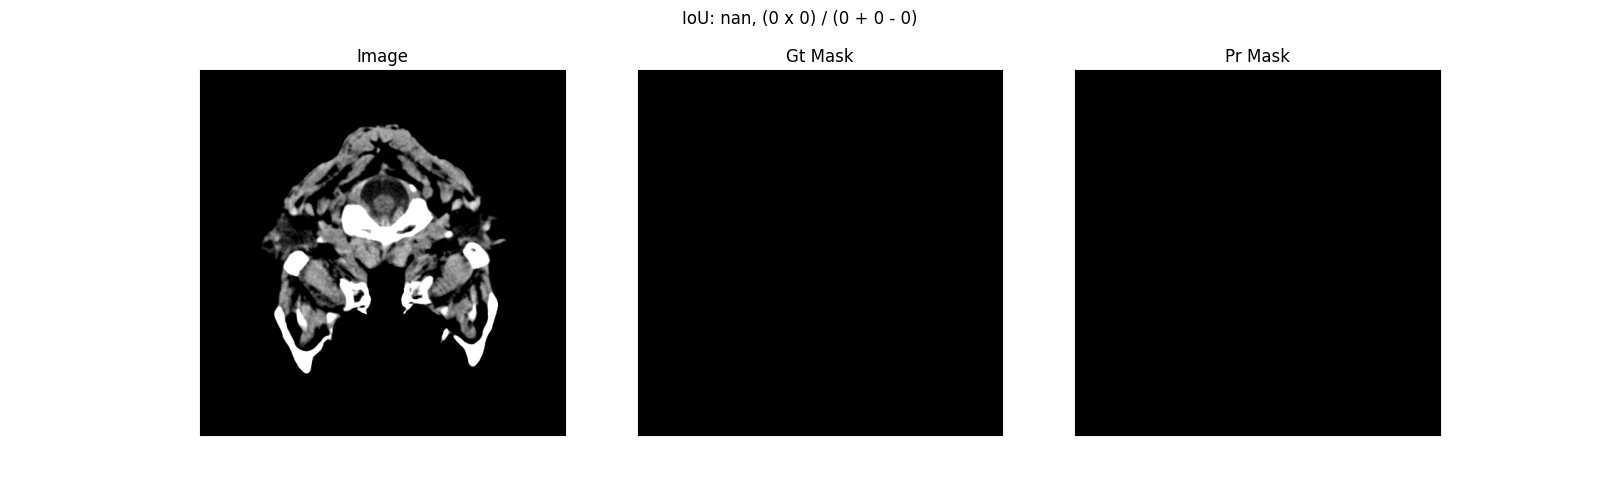 IoU: nan, (0 x 0) / (0 + 0 - 0)
Image
Gt Mask
Pr Mask